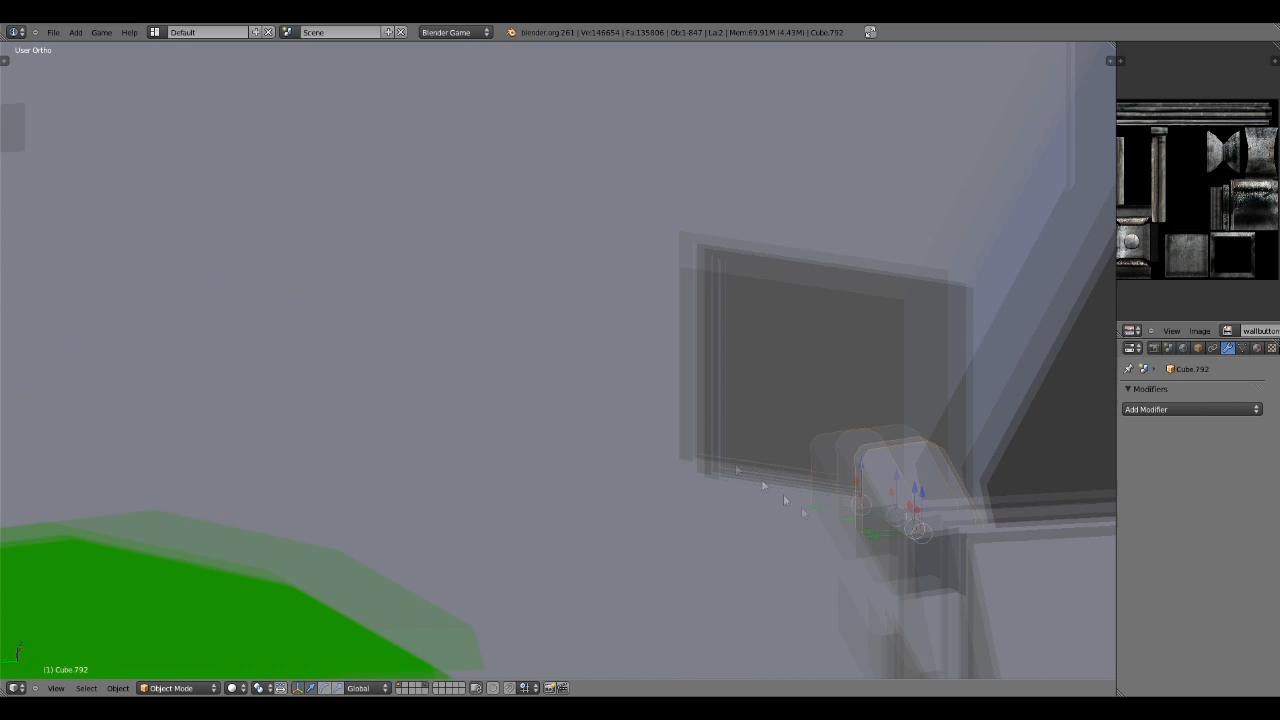 File Add Game Help Default Scene Blender Game blender.org 261 | Ve:146654 | Fa:135806 | Ob:1-847 | La:2 | Mem:69.91M (4.43M) | Cube.792
User Ortho
View Image wallbutton
Cube.792
Modifiers
Add Modifier
(1) Cube.792
View Select Object Object Mode Global